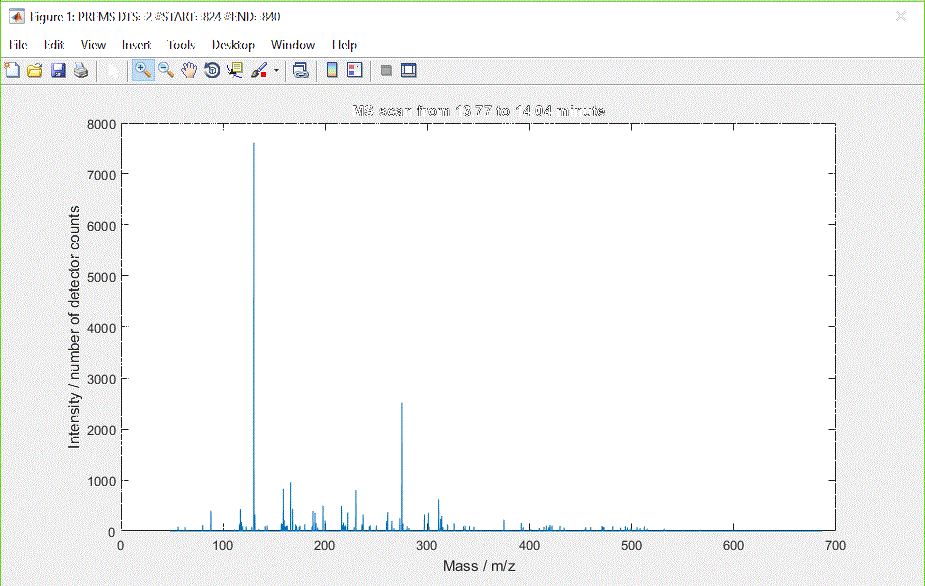 Figure 1: PREMS DTS=2 #START=824 #END=840
File Edit View Insert Tools Desktop Window Help
MS scan from 13.77 to 14.04 minute
8000
7000
6000
5000
4000
3000
2000
1000
0
Intensity / number of detector counts
0 100 200 300 400 500 600 700
Mass / m/z